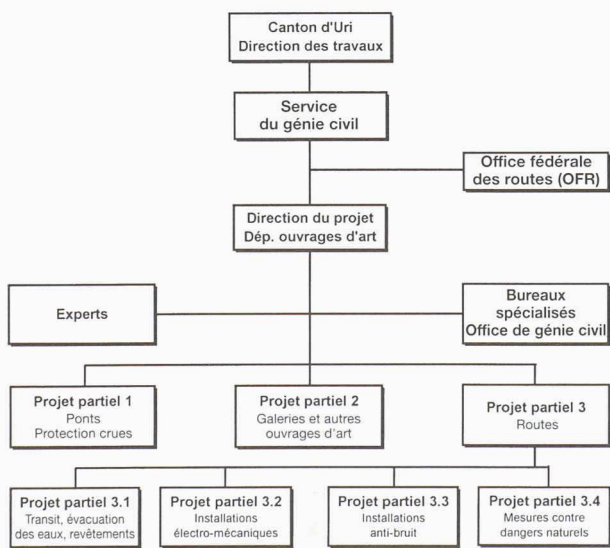 Canton d'Uri
Direction des travaux
Service
du génie civil
Office fédérale
des routes (OFR)
Direction du projet
Dép. ouvrages d'art
Experts
Bureaux
spécialisés
Office de génie civil
Projet partiel 1
Ponts
Protection crues
Projet partiel 2
Galeries et autres
ouvrages d'art
Projet partiel 3
Routes
Projet partiel 3.1
Transit, évacuation
des eaux, revêtements
Projet partiel 3.2
Installations
électro-mécaniques
Projet partiel 3.3
Installations
anti-bruit
Projet partiel 3.4
Mesures contre
dangers naturels